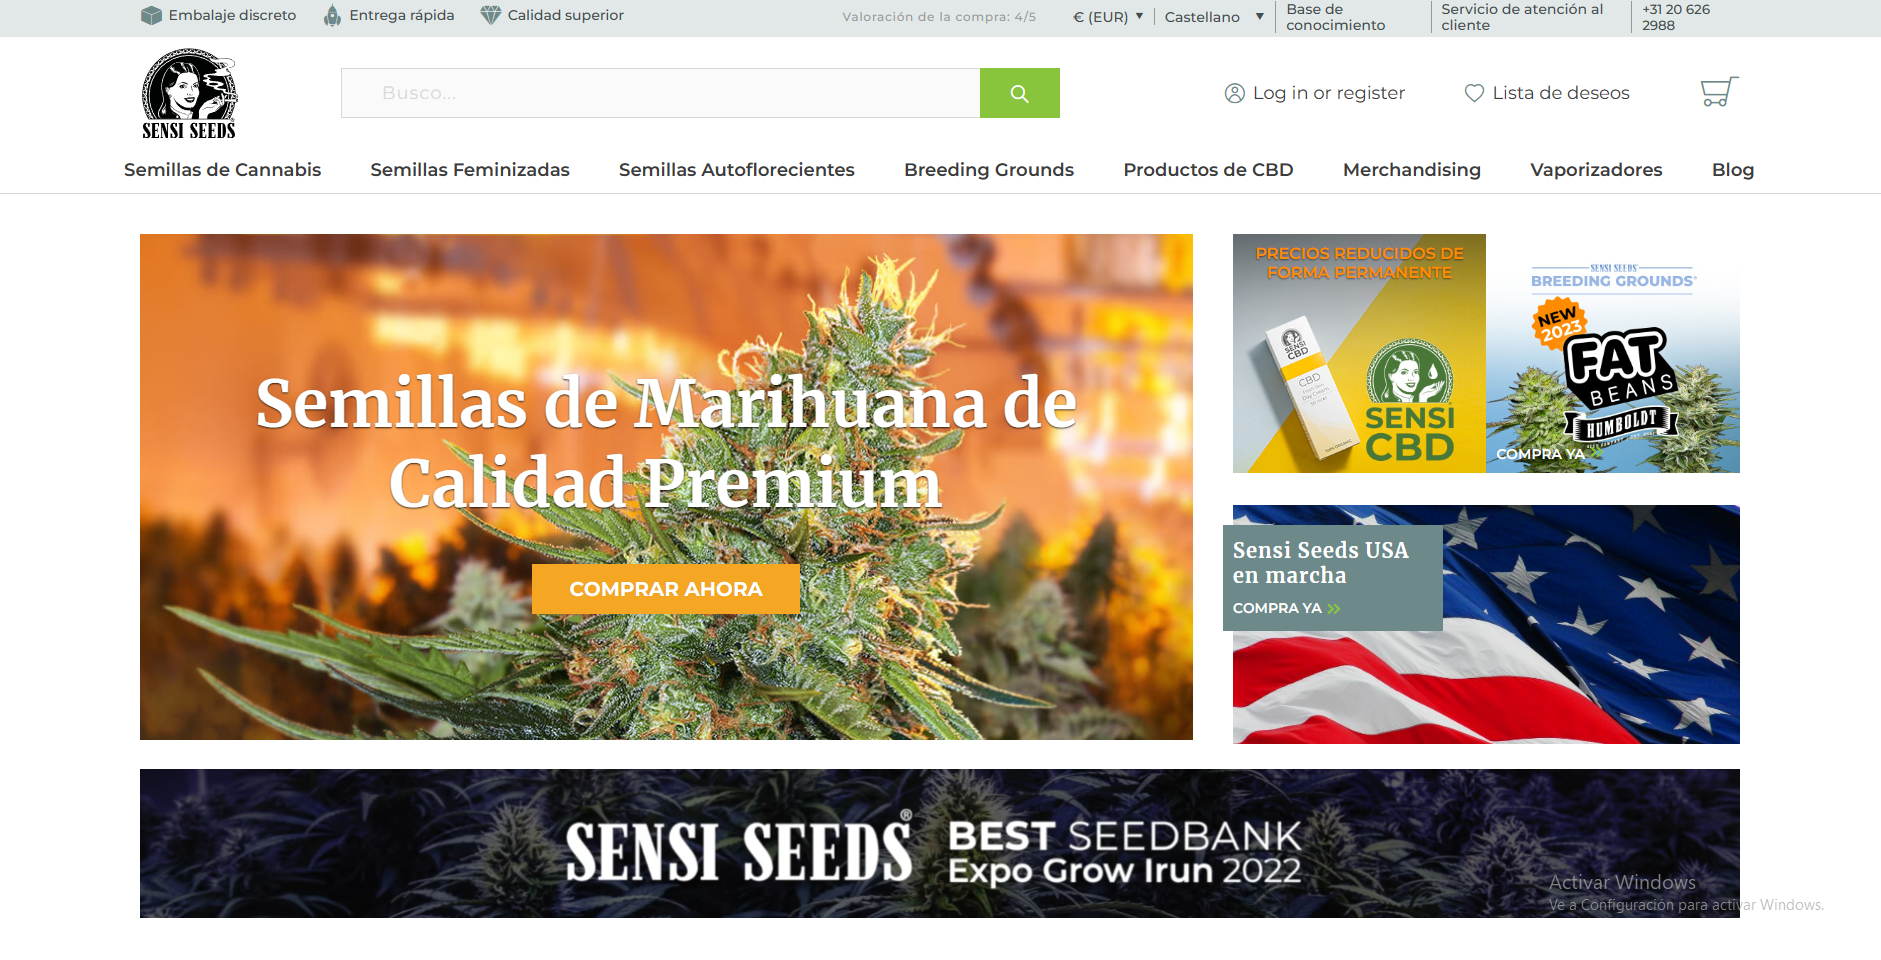 Embalaje discreto
Entrega rápida
Calidad superior
Valoración de la compra: 4/5
€ (EUR) ▼
Castellano ▼
Base de
conocimiento
Servicio de atención al
cliente
+31 20 626
2988
SENSI SEEDS
Busco...
Log in or register
Lista de deseos
Semillas de Cannabis
Semillas Feminizadas
Semillas Autoflorecientes
Breeding Grounds
Productos de CBD
Merchandising
Vaporizadores
Blog
Semillas de Marihuana de
Calidad Premium
COMPRAR AHORA
PRECIOS REDUCIDOS DE
FORMA PERMANENTE
SENSI
CBD
CBD
SENSI
CBD
SENSI SEEDS
BREEDING GROUNDS®
NEW
2023
FAT
BEANS
HUMBOLDT
COMPRA YA
Sensi Seeds USA
en marcha
COMPRA YA
SENSI SEEDS®
BEST SEEDBANK
Expo Grow Irun 2022
Activar Windows
Ve a Configuración para activar Windows.